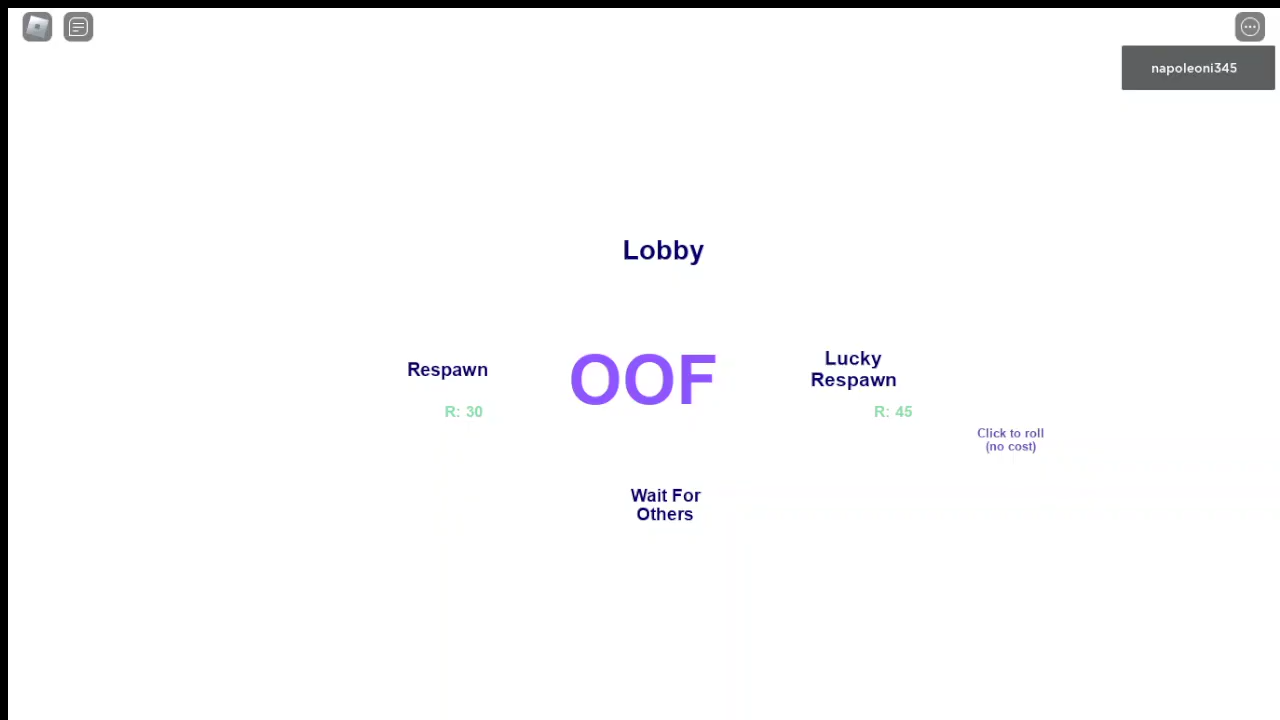 napoleoni345
Lobby
Respawn
R: 30
OOF
Lucky
Respawn
R: 45
Click to roll
(no cost)
Wait For
Others